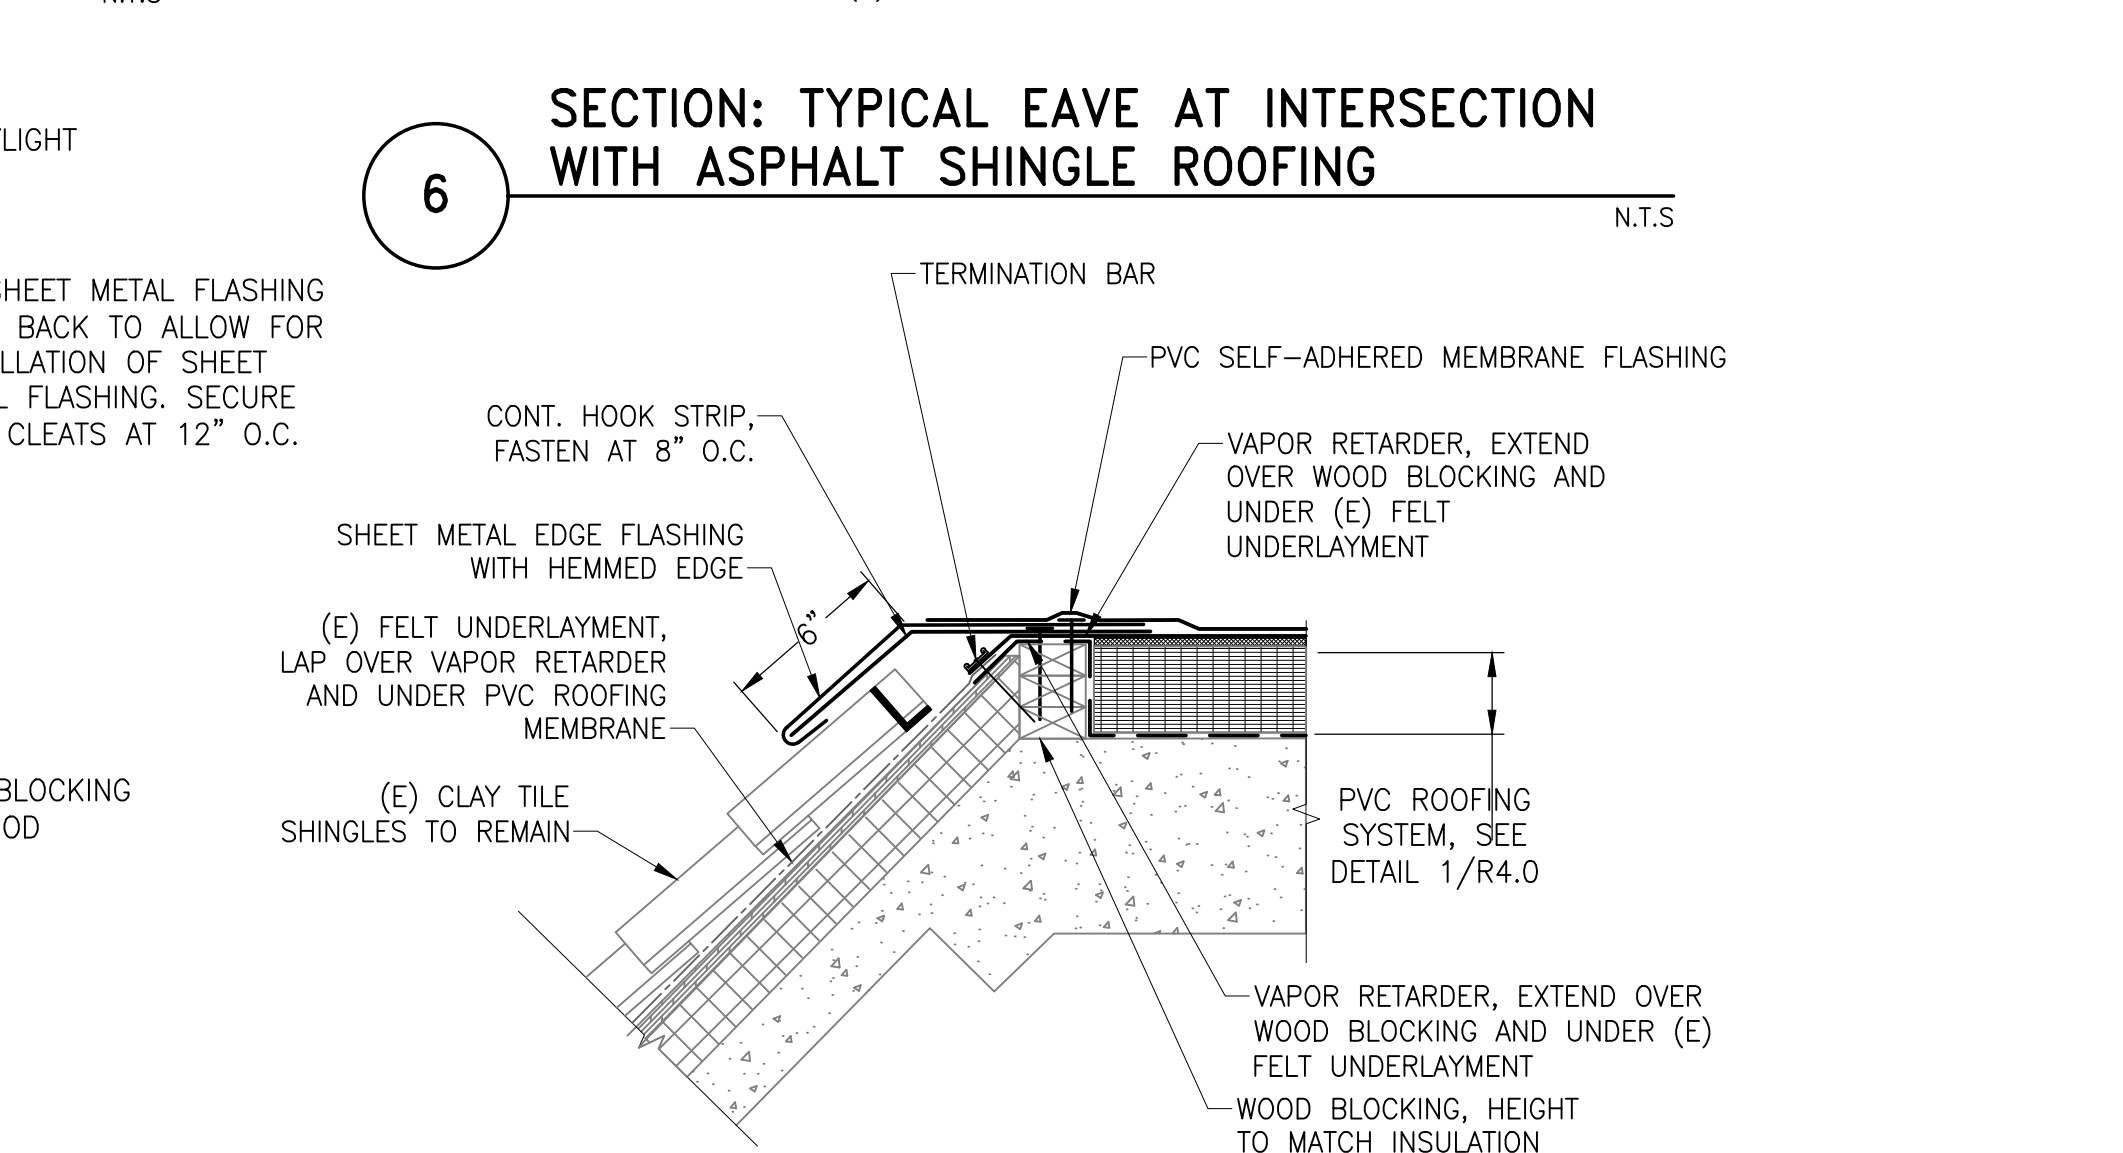 N.T.S
SECTION: TYPICAL EAVE AT INTERSECTION
WITH ASPHALT SHINGLE ROOFING
6
N.T.S
LIGHT
SHEET METAL FLASHING
BACK TO ALLOW FOR
LLATION OF SHEET
FLASHING. SECURE
CLEATS AT 12" O.C.
TERMINATION BAR
PVC SELF-ADHERED MEMBRANE FLASHING
CONT. HOOK STRIP,
FASTEN AT 8" O.C.
VAPOR RETARDER, EXTEND
OVER WOOD BLOCKING AND
UNDER (E) FELT
UNDERLAYMENT
SHEET METAL EDGE FLASHING
WITH HEMMED EDGE
6"
(E) FELT UNDERLAYMENT,
LAP OVER VAPOR RETARDER
AND UNDER PVC ROOFING
MEMBRANE
(E) CLAY TILE
SHINGLES TO REMAIN
BLOCKING
OD
PVC ROOFING
SYSTEM, SEE
DETAIL 1/R4.0
VAPOR RETARDER, EXTEND OVER
WOOD BLOCKING AND UNDER (E)
FELT UNDERLAYMENT
WOOD BLOCKING, HEIGHT
TO MATCH INSULATION